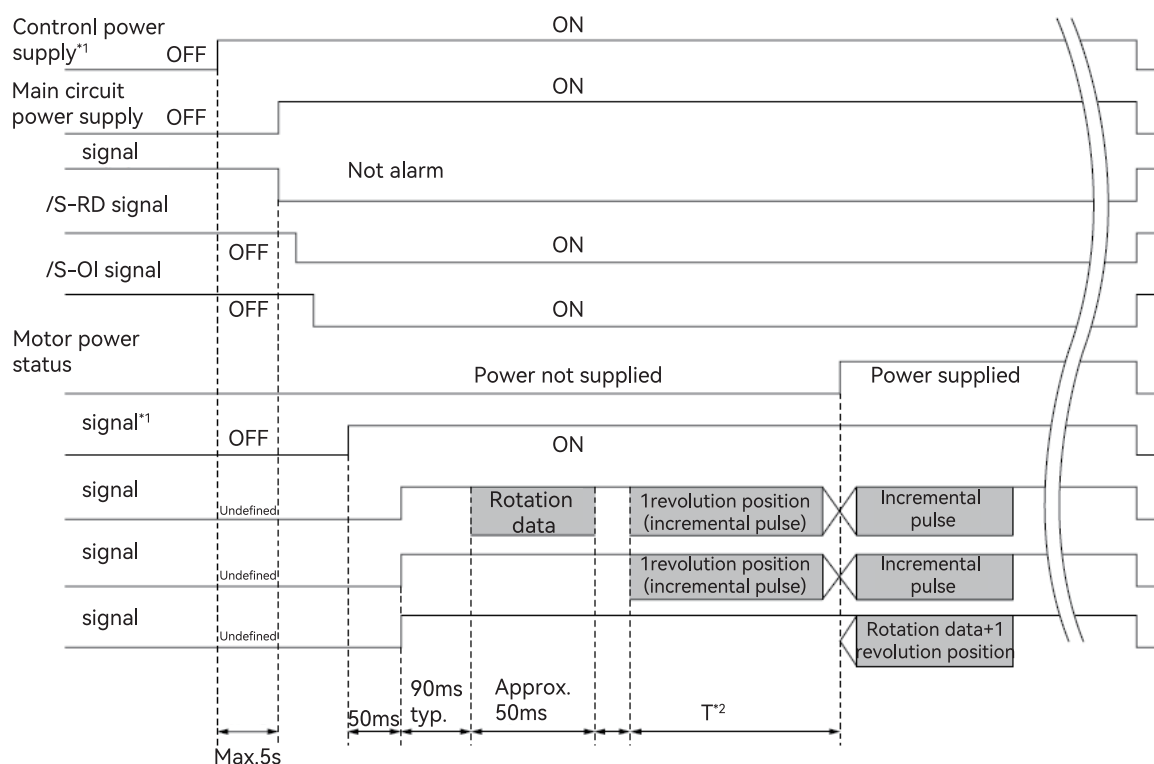 Contronl power
supply*1
OFF
ON
Main circuit
power supply
OFF
ON
signal
Not alarm
/S-RD signal
OFF
ON
/S-OI signal
OFF
ON
Motor power
status
Power not supplied
Power supplied
signal*1
OFF
ON
signal
Undefined
Rotation
data
1revolution position
(incremental pulse)
Incremental
pulse
signal
Undefined
1revolution position
(incremental pulse)
Incremental
pulse
signal
Undefined
Rotation data+1
revolution position
50ms
90ms
typ.
Approx.
50ms
T*2
Max.5s